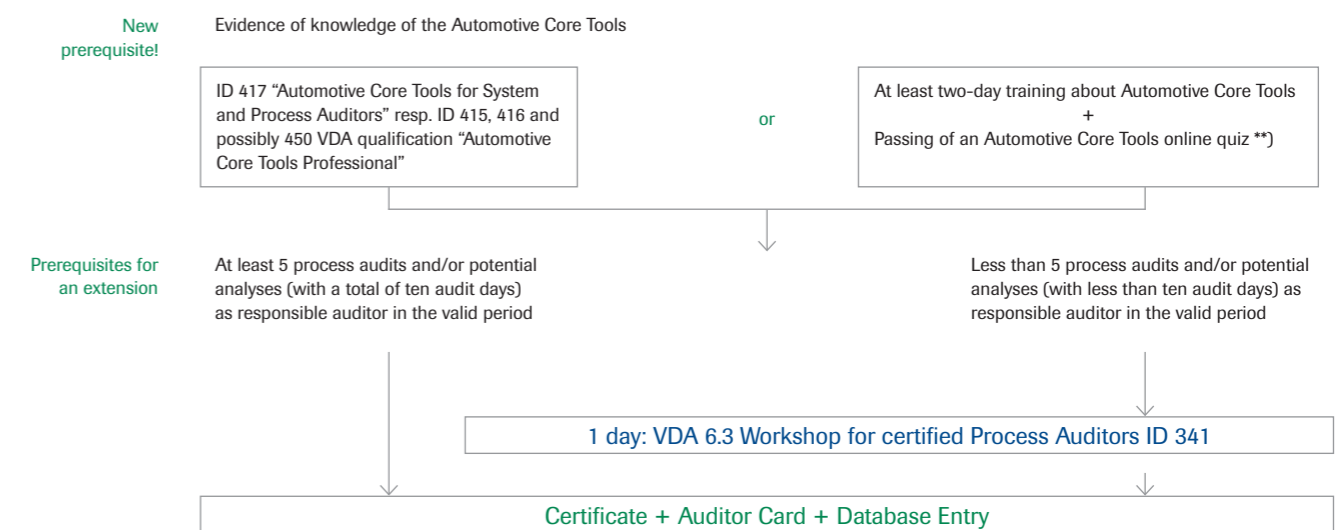 New
prerequisite!
Evidence of knowledge of the Automotive Core Tools
ID 417 “Automotive Core Tools for System
and Process Auditors” resp. ID 415, 416 and
possibly 450 VDA qualification “Automotive
Core Tools Professional”
or
At least two-day training about Automotive Core Tools
+
Passing of an Automotive Core Tools online quiz **)
Prerequisites for
an extension
At least 5 process audits and/or potential
analyses (with a total of ten audit days)
as responsible auditor in the valid period
Less than 5 process audits and/or potential
analyses (with less than ten audit days) as
responsible auditor in the valid period
1 day: VDA 6.3 Workshop for certified Process Auditors ID 341
Certificate + Auditor Card + Database Entry